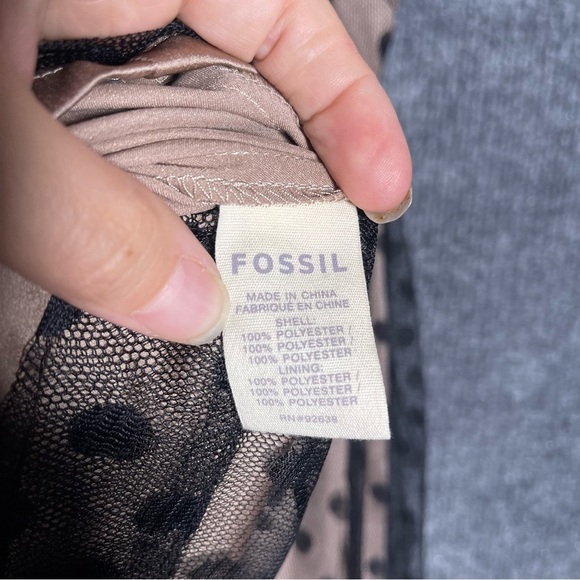 FOSSIL
MADE IN CHINA
FABRIQUÉ EN CHINE
SHELL:
100% POLYESTER /
100% POLYESTER /
100% POLYESTER
LINING:
100% POLYESTER /
100% POLYESTER /
100% POLYESTER
RN#92636